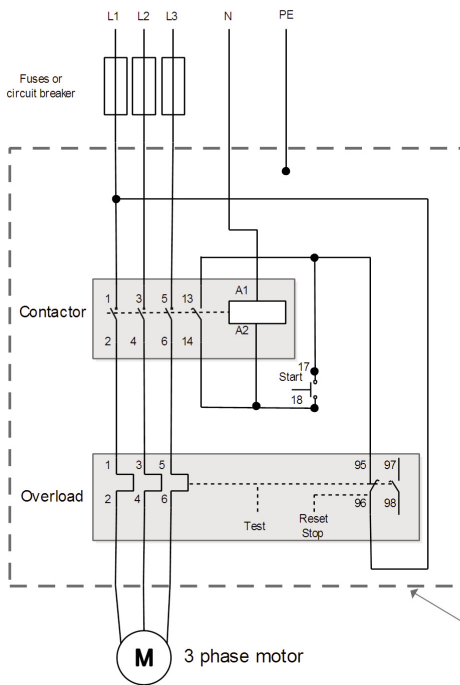 L1 L2 L3 N PE
Fuses or
circuit breaker
1 3 5 13 A1
Contactor
A2
2 4 6 14
17
Start
18
1 3 5 95 97
Overload
2 4 6 96 98
Test Reset
Stop
M 3 phase motor